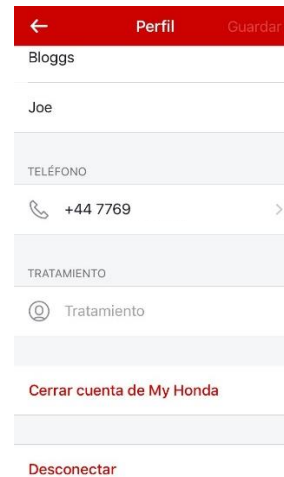 Perfil
Guardar
Bloggs
Joe
TELÉFONO
+44 7769
TRATAMIENTO
Tratamiento
Cerrar cuenta de My Honda
Desconectar